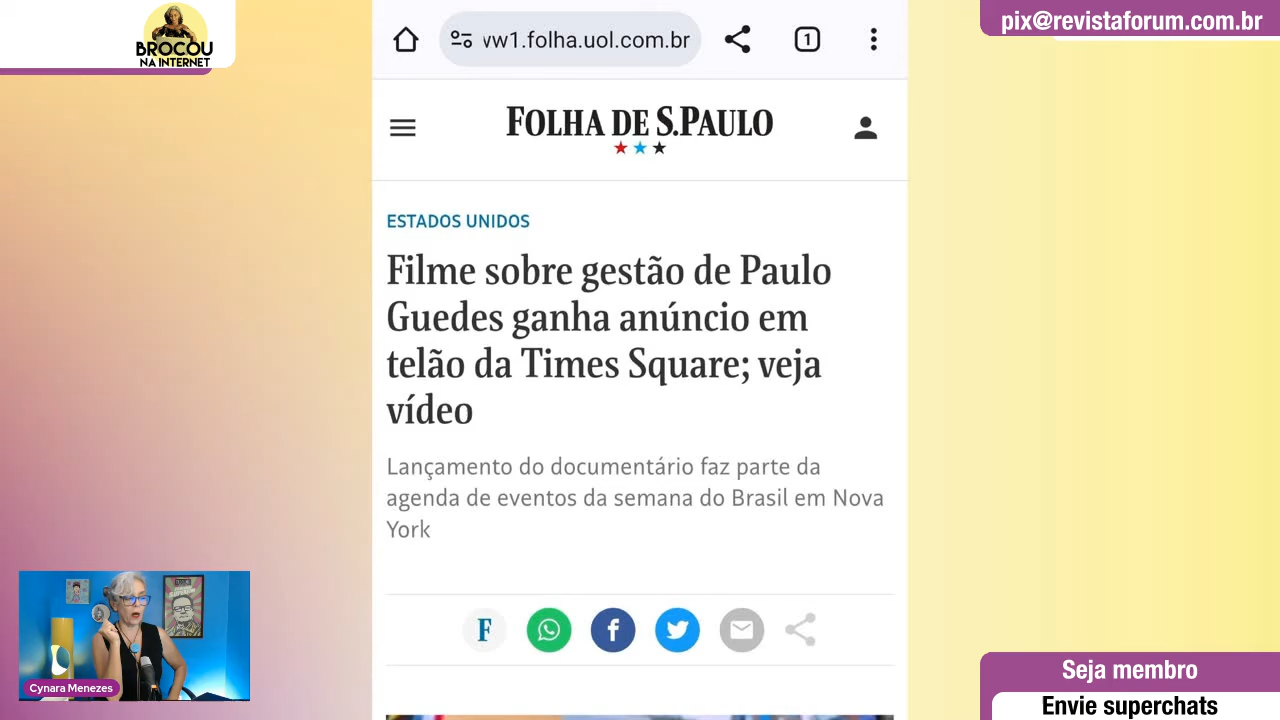 BROCOU
NA INTERNET
vw1.folha.uol.com.br
1
pix@revistaforum.com.br
FOLHA DE S.PAULO
ESTADOS UNIDOS
Filme sobre gestão de Paulo
Guedes ganha anúncio em
telão da Times Square; veja
vídeo
Lançamento do documentário faz parte da
agenda de eventos da semana do Brasil em Nova
York
F
Cynara Menezes
Seja membro
Envie superchats